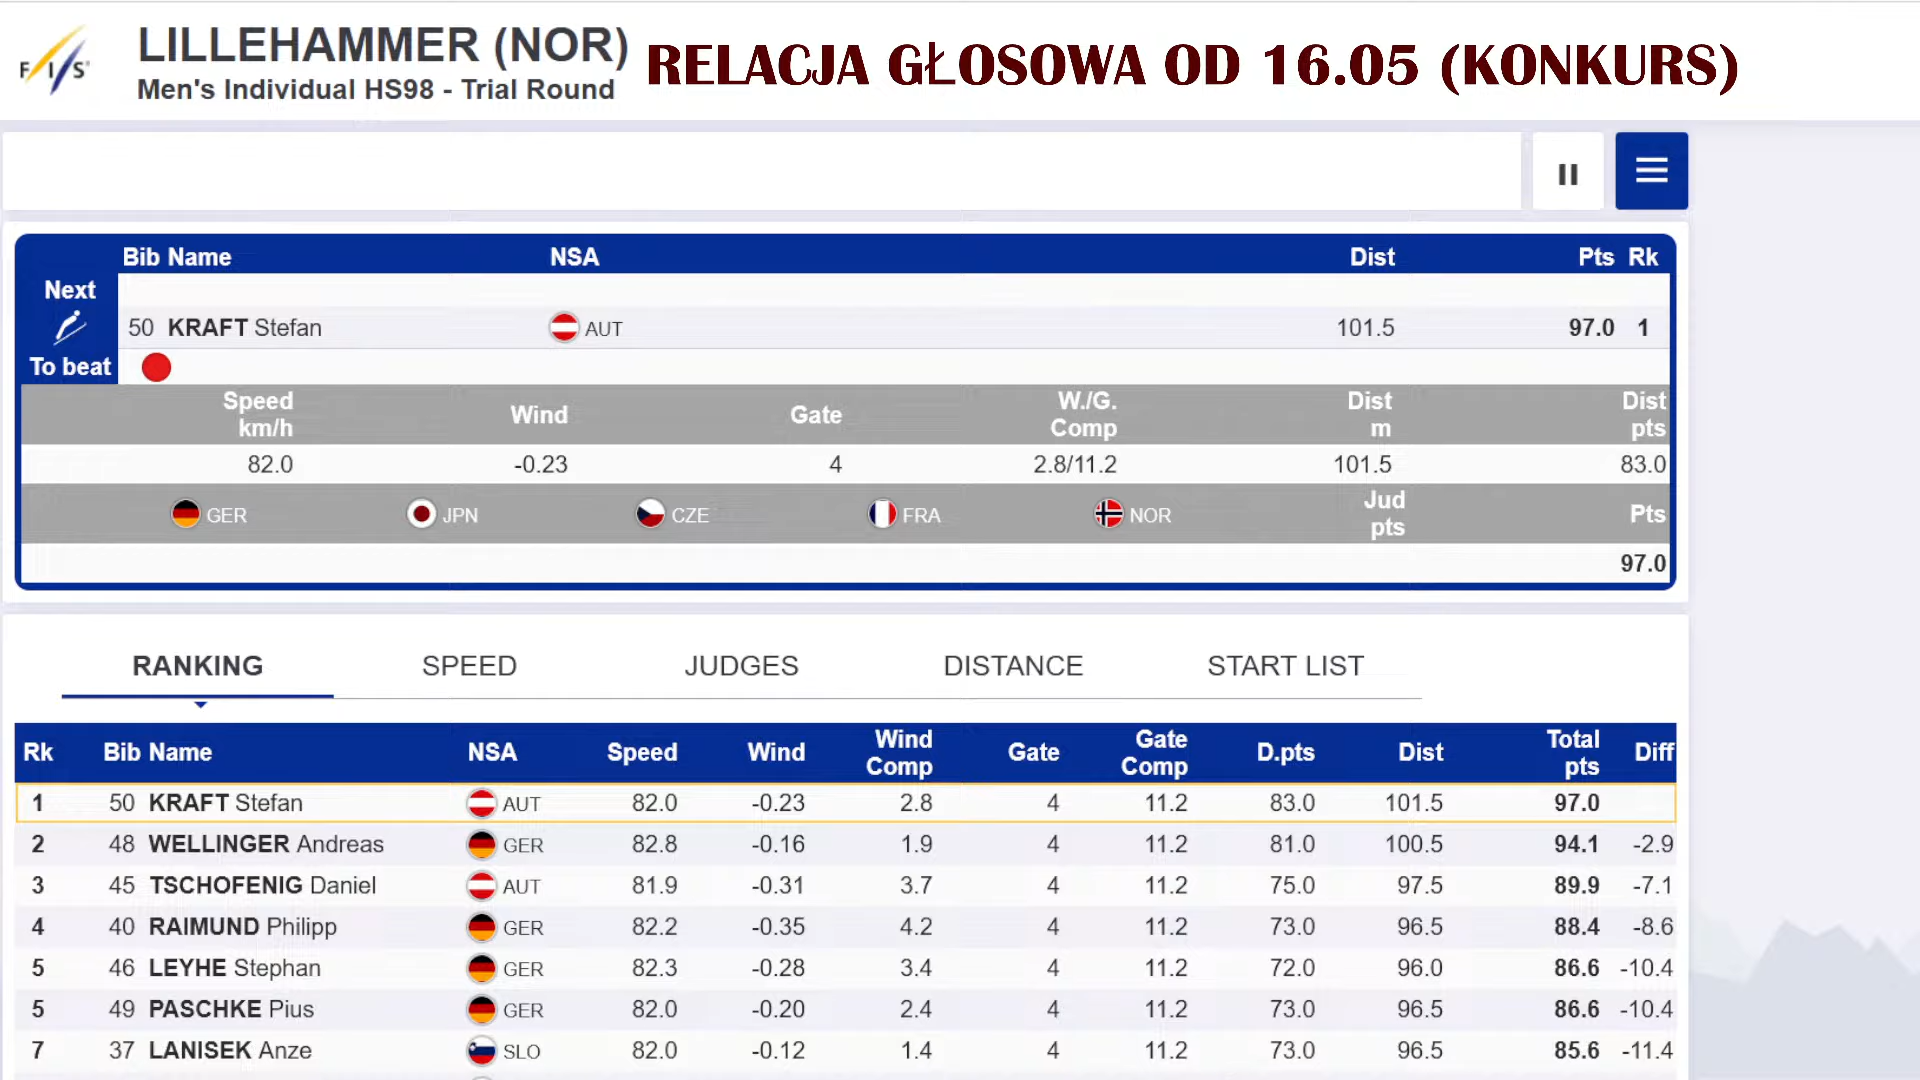 FIS
LILLEHAMMER (NOR)
Men's Individual HS98 - Trial Round
RELACJA GŁOSOWA OD 16.05 (KONKURS)
Bib Name NSA Dist Pts Rk
Next
50 KRAFT Stefan AUT 101.5 97.0 1
To beat
Speed km/h Wind Gate W./G. Comp Dist m Dist pts
82.0 -0.23 4 2.8/11.2 101.5 83.0
GER JPN CZE FRA NOR Jud pts Pts
97.0
RANKING SPEED JUDGES DISTANCE START LIST
Rk Bib Name NSA Speed Wind Wind Comp Gate Gate Comp D.pts Dist Total pts Diff
1 50 KRAFT Stefan AUT 82.0 -0.23 2.8 4 11.2 83.0 101.5 97.0
2 48 WELLINGER Andreas GER 82.8 -0.16 1.9 4 11.2 81.0 100.5 94.1 -2.9
3 45 TSCHOFENIG Daniel AUT 81.9 -0.31 3.7 4 11.2 75.0 97.5 89.9 -7.1
4 40 RAIMUND Philipp GER 82.2 -0.35 4.2 4 11.2 73.0 96.5 88.4 -8.6
5 46 LEYHE Stephan GER 82.3 -0.28 3.4 4 11.2 72.0 96.0 86.6 -10.4
5 49 PASCHKE Pius GER 82.0 -0.20 2.4 4 11.2 73.0 96.5 86.6 -10.4
7 37 LANISEK Anze SLO 82.0 -0.12 1.4 4 11.2 73.0 96.5 85.6 -11.4